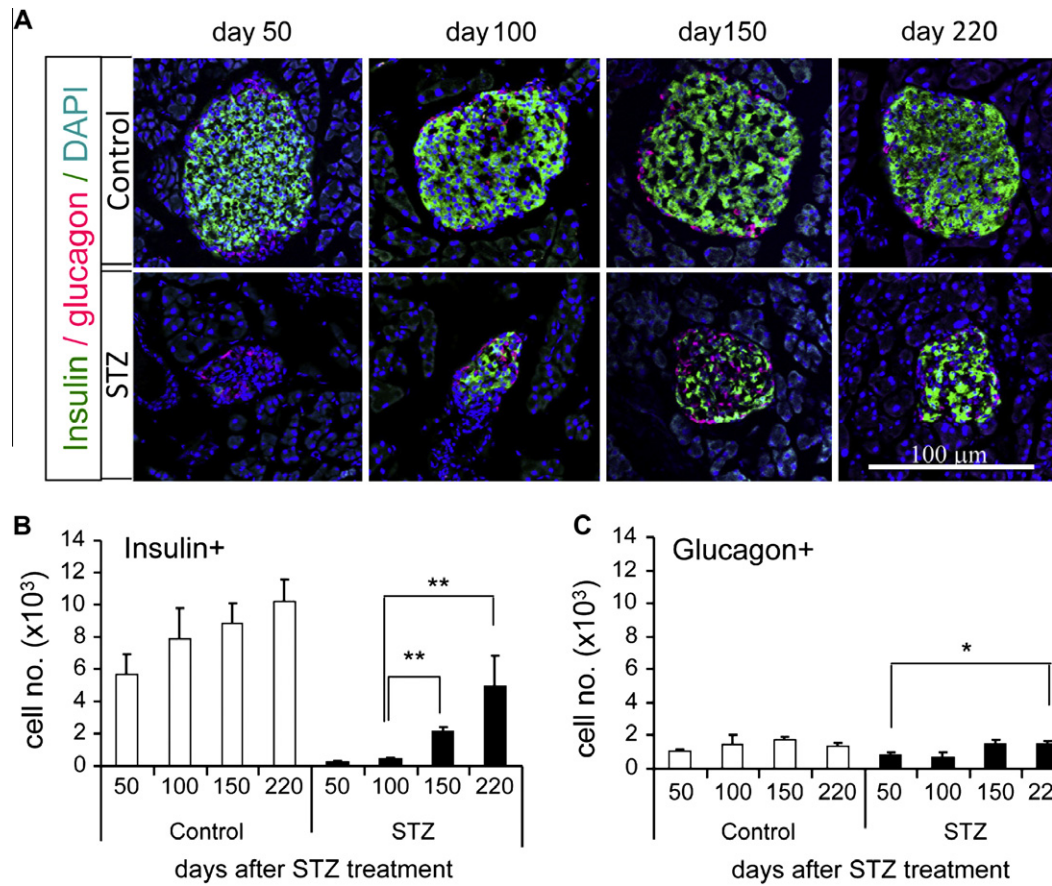 A
day 50 day100 day150 day 220
Insulin / glucagon / DAPI
Control
STZ
100 µm
B
Insulin+
cell no. (x10³)
14
12
10
8
6
4
2
0
**
**
50 100 150 220 50 100 150 220
Control STZ
days after STZ treatment
C
Glucagon+
cell no. (x10³)
14
12
10
8
6
4
2
0
*
50 100 150 220 50 100 150 220
Control STZ
days after STZ treatment